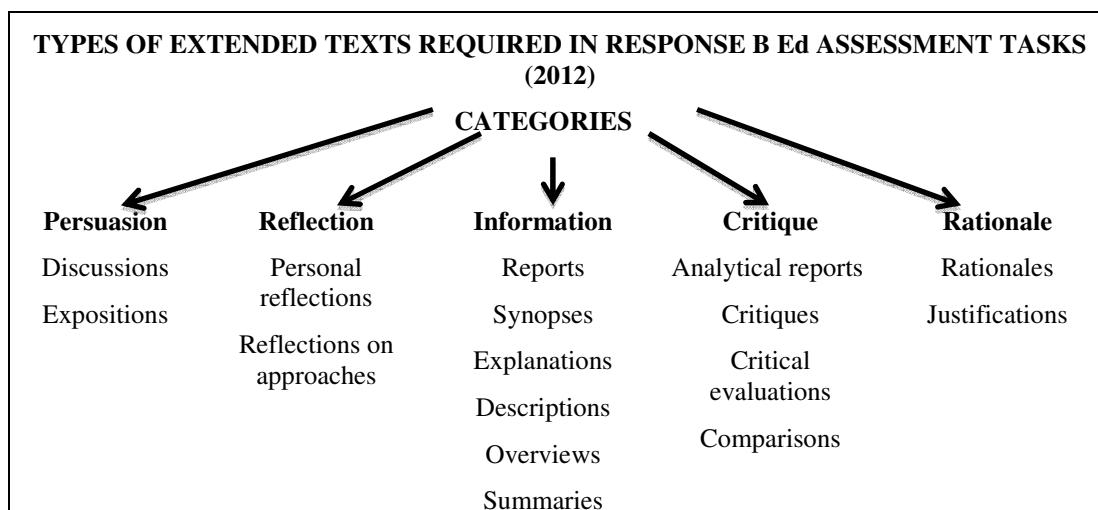 TYPES OF EXTENDED TEXTS REQUIRED IN RESPONSE B Ed ASSESSMENT TASKS
(2012)
CATEGORIES
Persuasion
Discussions
Expositions
Reflection
Personal
reflections
Reflections on
approaches
Information
Reports
Synopses
Explanations
Descriptions
Overviews
Summaries
Critique
Analytical reports
Critiques
Critical
evaluations
Comparisons
Rationale
Rationales
Justifications